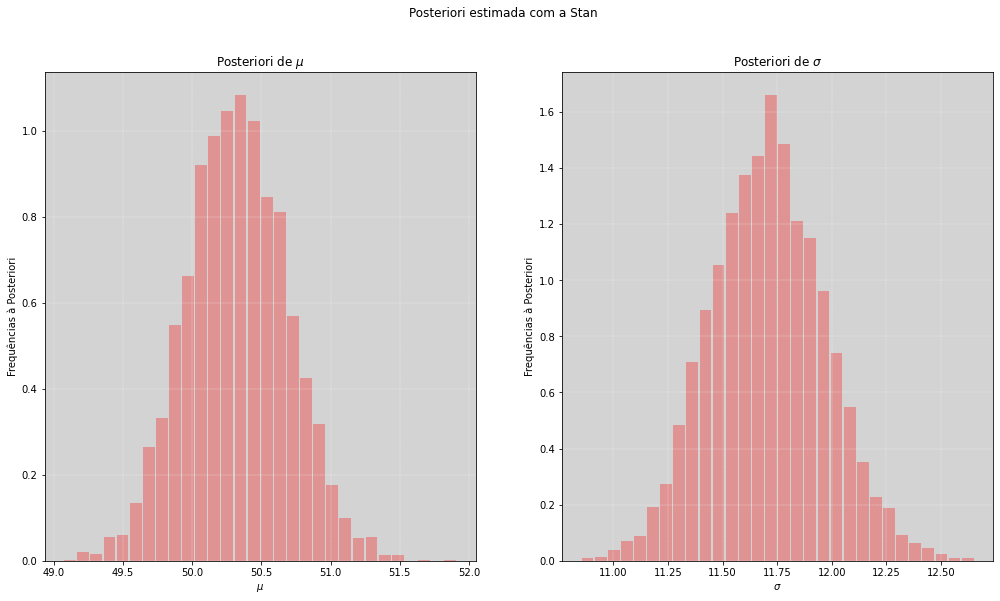 Posteriori estimada com a Stan
Posteriori de μ
Frequências à Posteriori
1.0
0.8
0.6
0.4
0.2
0.0
49.0 49.5 50.0 50.5 51.0 51.5 52.0
μ
Posteriori de σ
Frequências à Posteriori
1.6
1.4
1.2
1.0
0.8
0.6
0.4
0.2
0.0
11.00 11.25 11.50 11.75 12.00 12.25 12.50
σ